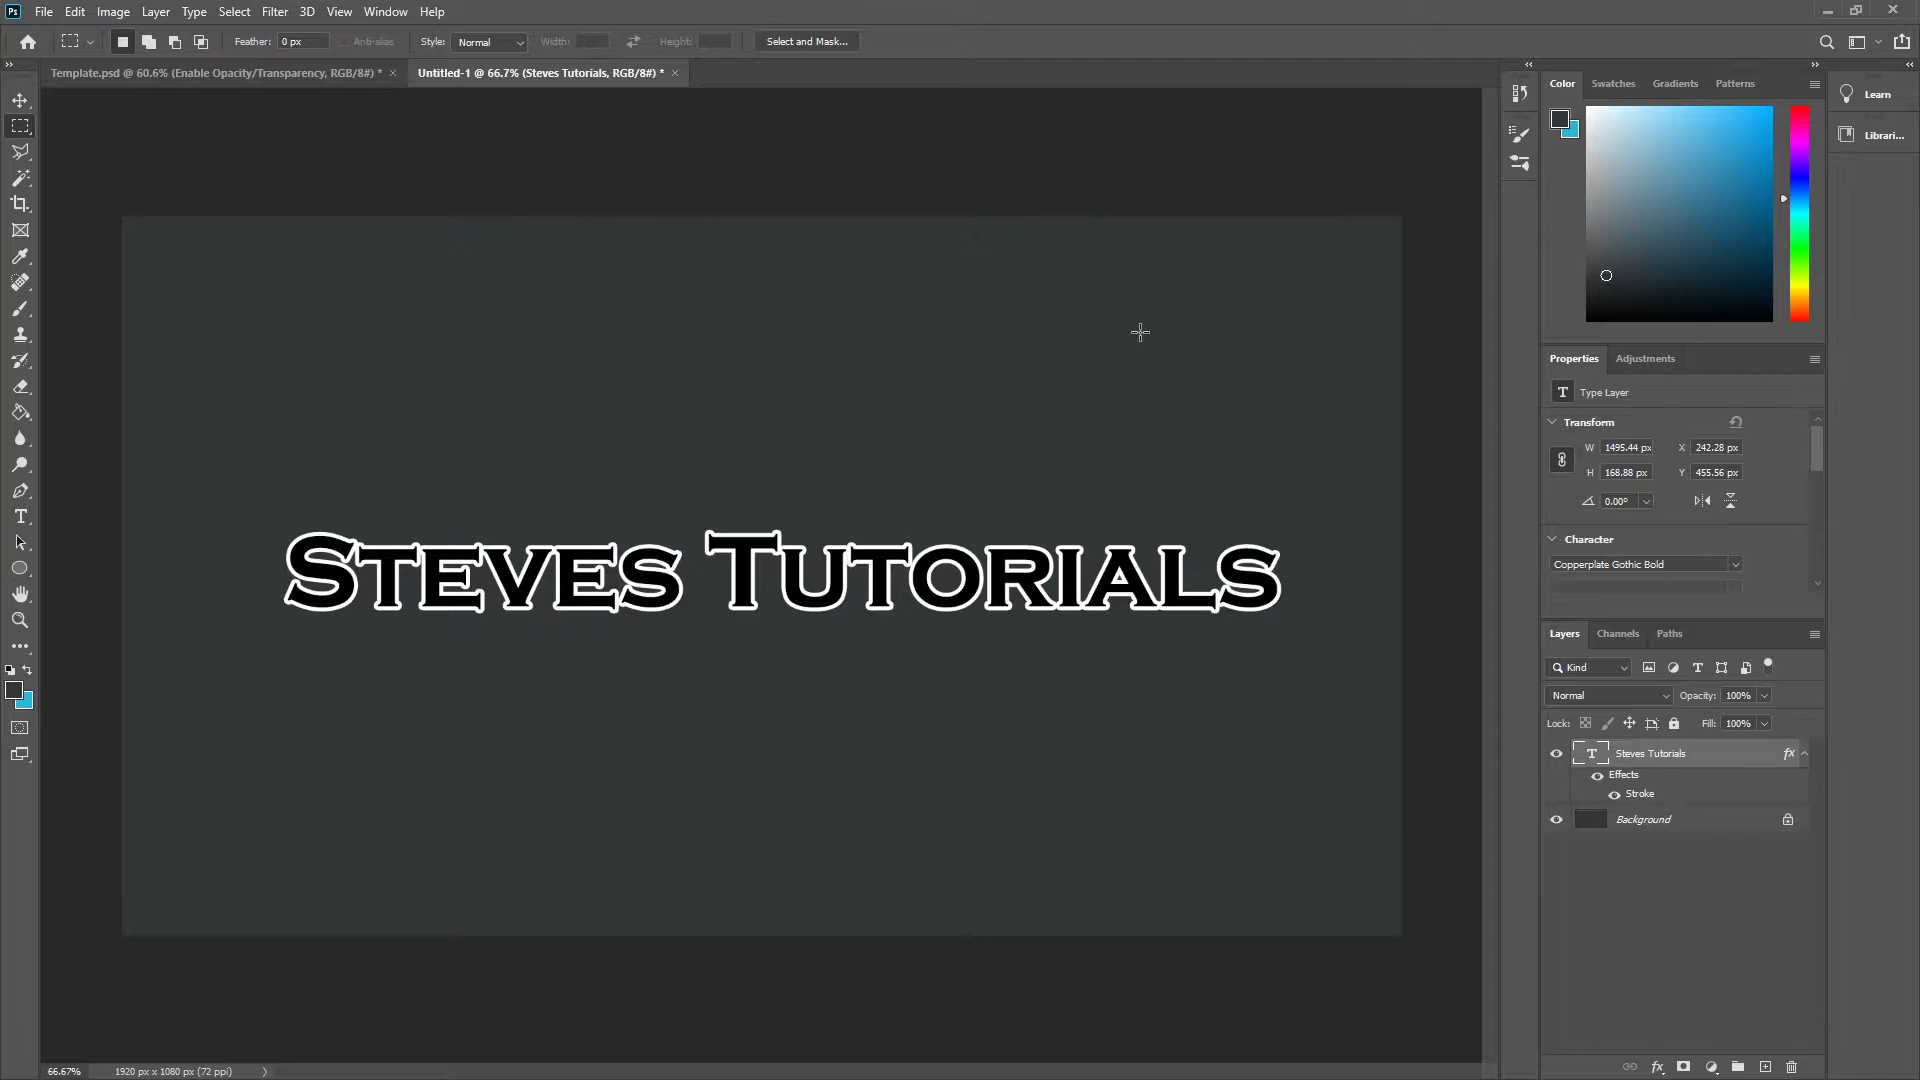 Ps File Edit Image Layer Type Select Filter 3D View Window Help
Feather: 0 px Anti-alias Style: Normal Width: Height: Select and Mask...
Template.psd @ 60.6% (Enable Opacity/Transparency, RGB/8#) * × Untitled-1 @ 66.7% (Steves Tutorials, RGB/8#) * ×
Color Swatches Gradients Patterns
Learn
Librari...
Properties Adjustments
T Type Layer
Transform
W 1495.44 px X 242.28 px
H 168.88 px Y 455.56 px
0.00°
Character
Copperplate Gothic Bold
Steves Tutorials
Layers Channels Paths
Kind
Normal Opacity: 100%
Lock: Fill: 100%
T Steves Tutorials fx
Effects
Stroke
Background
66.67% 1920 px x 1080 px (72 ppi)
fx